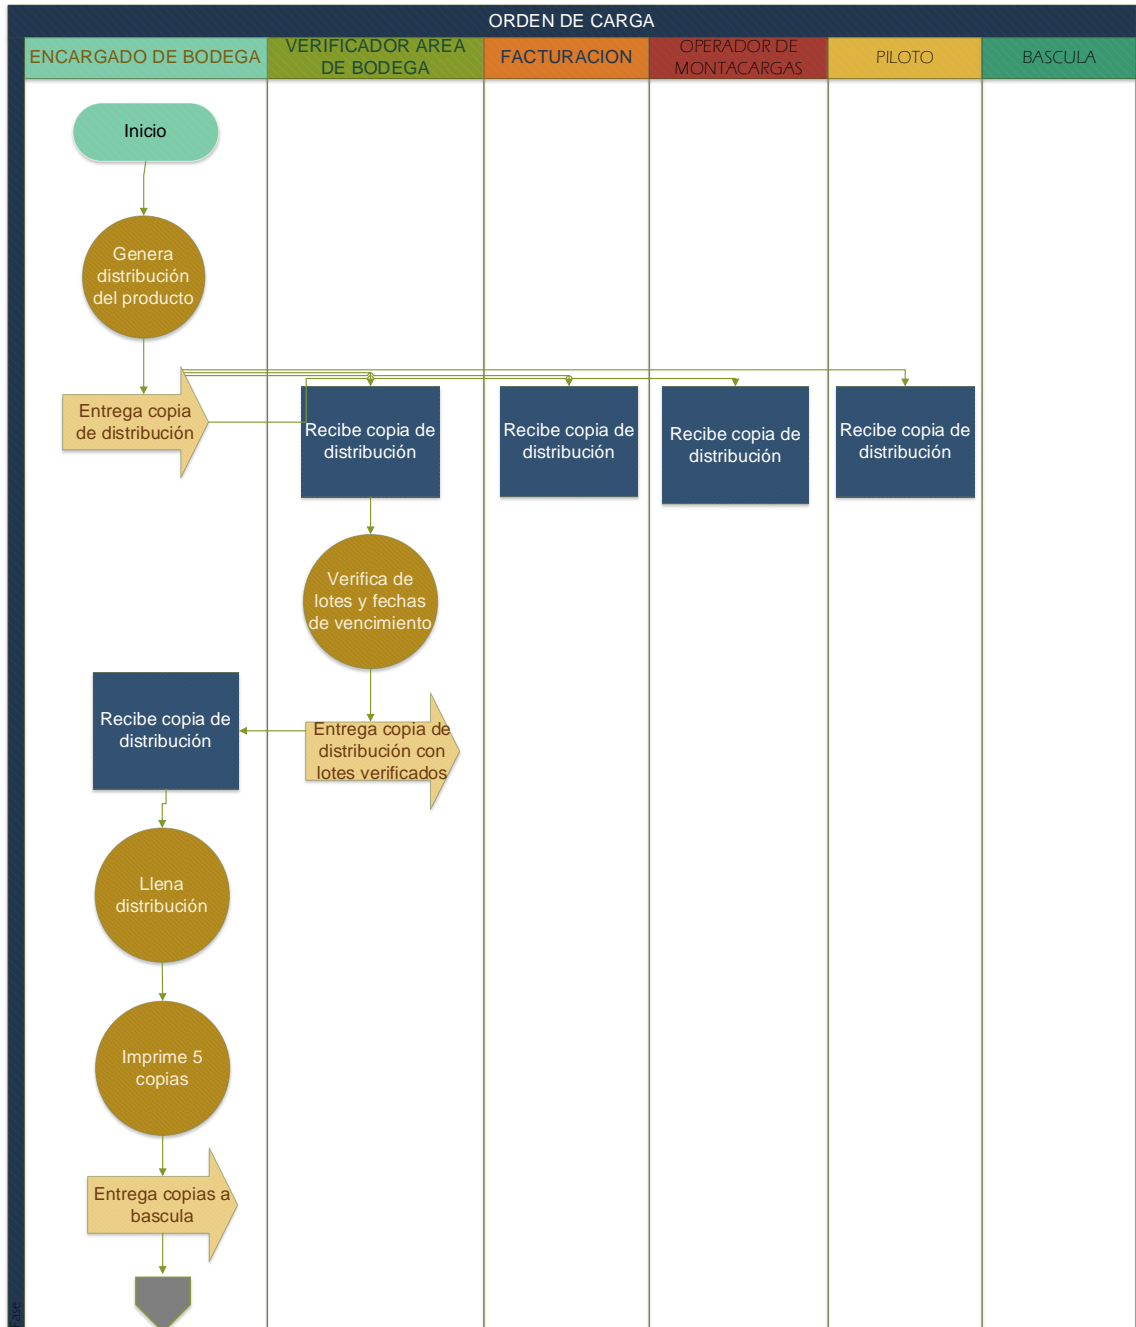 ORDEN DE CARGA
ENCARGADO DE BODEGA
VERIFICADOR AREA
DE BODEGA
FACTURACION
OPERADOR DE
MONTACARGAS
PILOTO
BASCULA
Inicio
Genera
distribución
del producto
Entrega copia
de distribución
Recibe copia de
distribución
Recibe copia de
distribución
Recibe copia de
distribución
Recibe copia de
distribución
Verifica de
lotes y fechas
de vencimiento
Entrega copia de
distribución con
lotes verificados
Recibe copia de
distribución
Llena
distribución
Imprime 5
copias
Entrega copias a
bascula
Fase